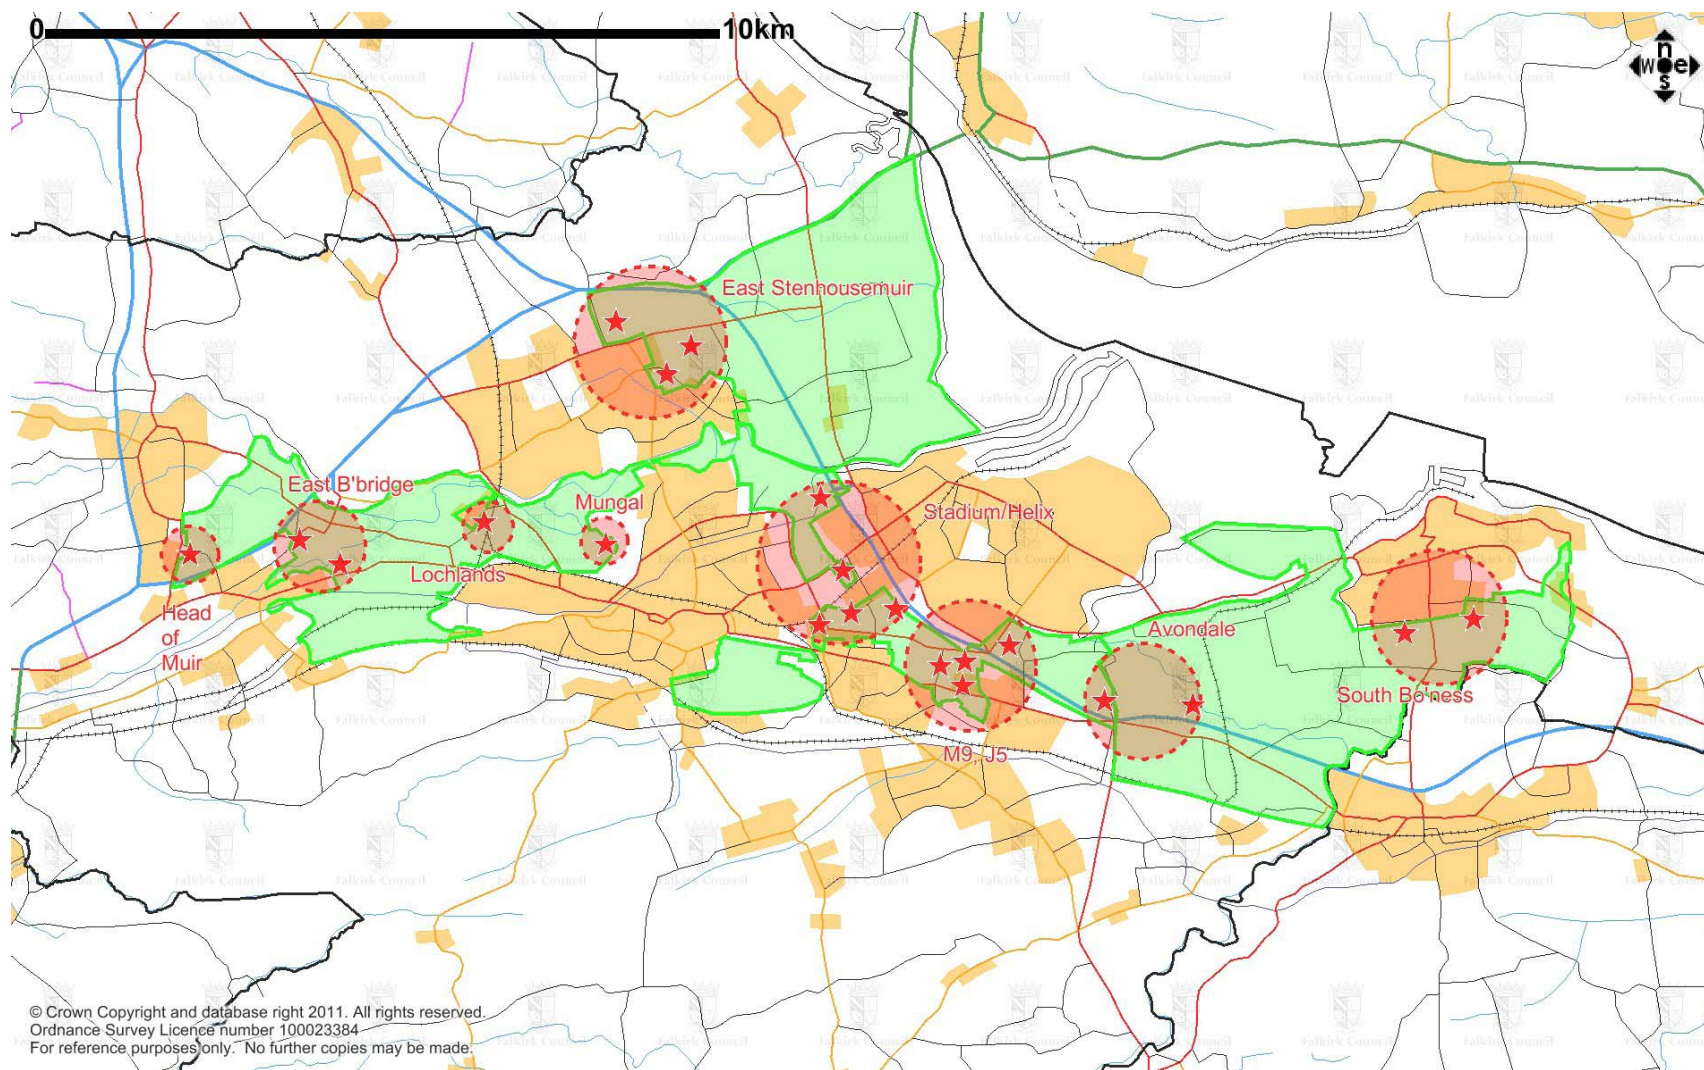 0 10km
n
w e
s
East Stenhousemuir
East B'bridge
Mungal
Stadium/Helix
Lochlands
Head
of
Muir
Avondale
South Bo'ness
M9, J5
Falkirk Council
© Crown Copyright and database right 2011. All rights reserved.
Ordnance Survey Licence number 100023384
For reference purposes only. No further copies may be made.